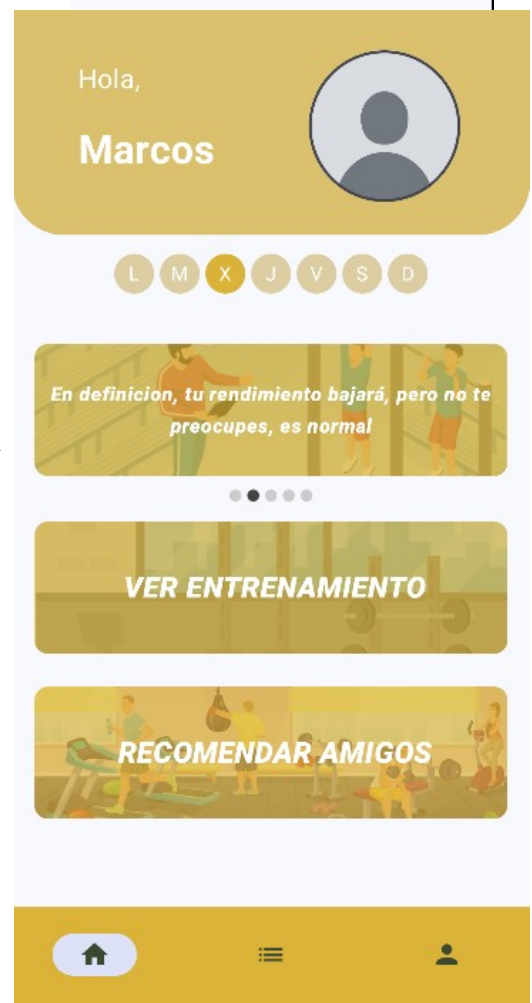 Hola,
Marcos
L M X J V S D
En definicion, tu rendimiento bajará, pero no te
preocupes, es normal
VER ENTRENAMIENTO
RECOMENDAR AMIGOS